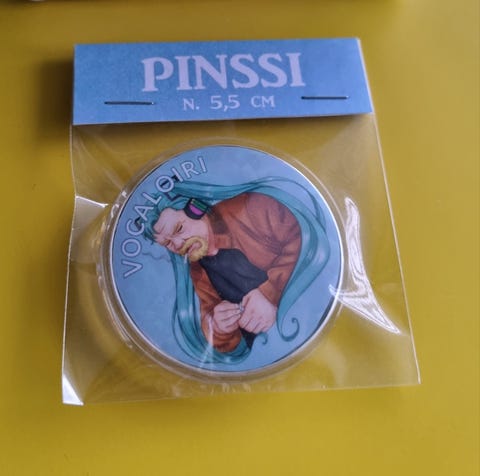 PINSSI
N. 5,5 CM
VOCALOIRI